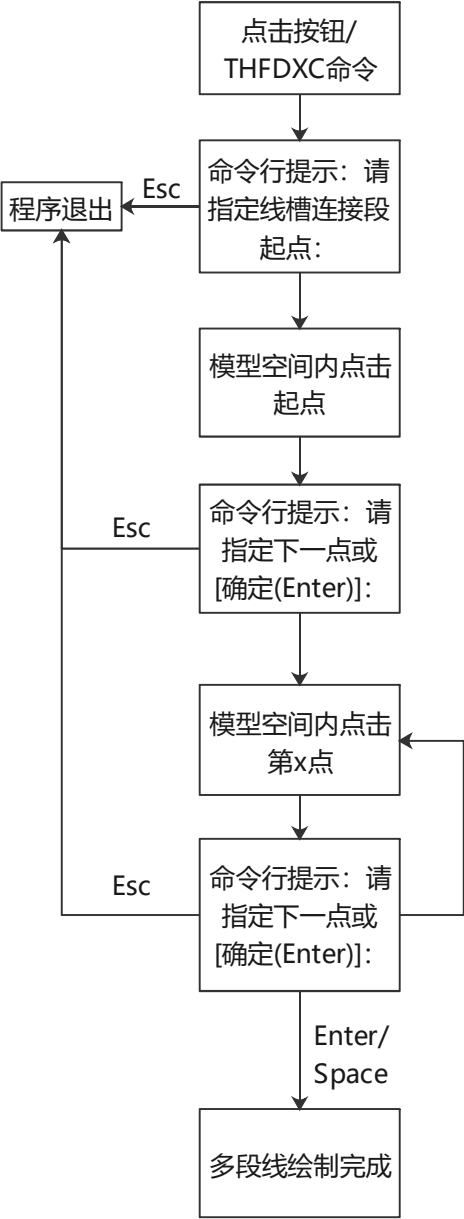 点击按钮/
THFDXC命令
命令行提示：请
指定线槽连接段
起点：
Esc
程序退出
模型空间内点击
起点
命令行提示：请
指定下一点或
[确定(Enter)]：
Esc
模型空间内点击
第x点
命令行提示：请
指定下一点或
[确定(Enter)]：
Esc
Enter/
Space
多段线绘制完成